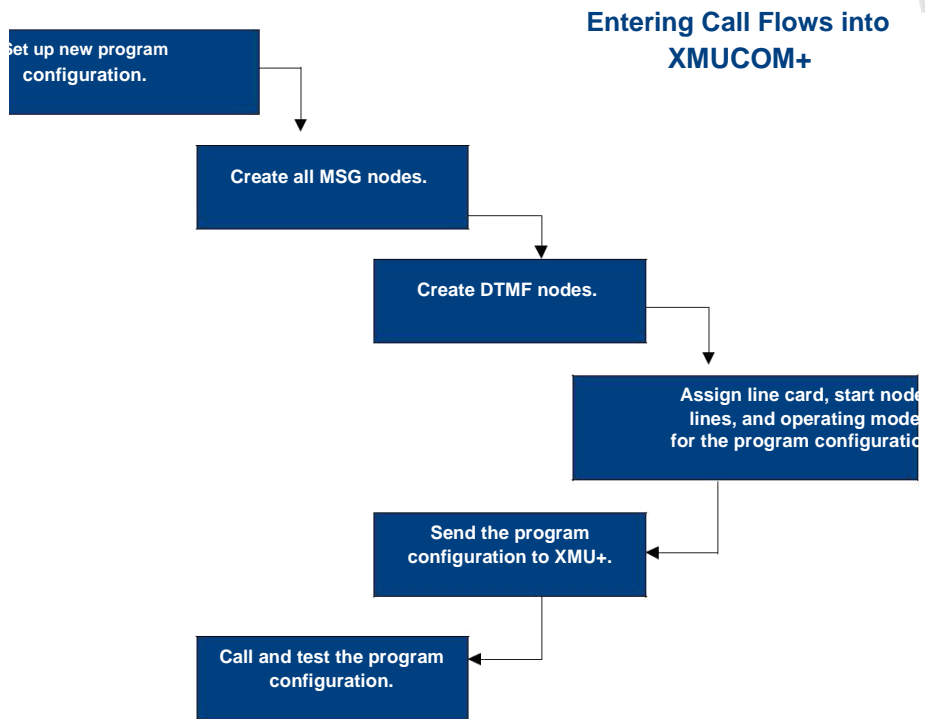 Entering Call Flows into
XMUCOM+
Set up new program
configuration.
Create all MSG nodes.
Create DTMF nodes.
Assign line card, start node
lines, and operating mode
for the program configuratio
Send the program
configuration to XMU+.
Call and test the program
configuration.